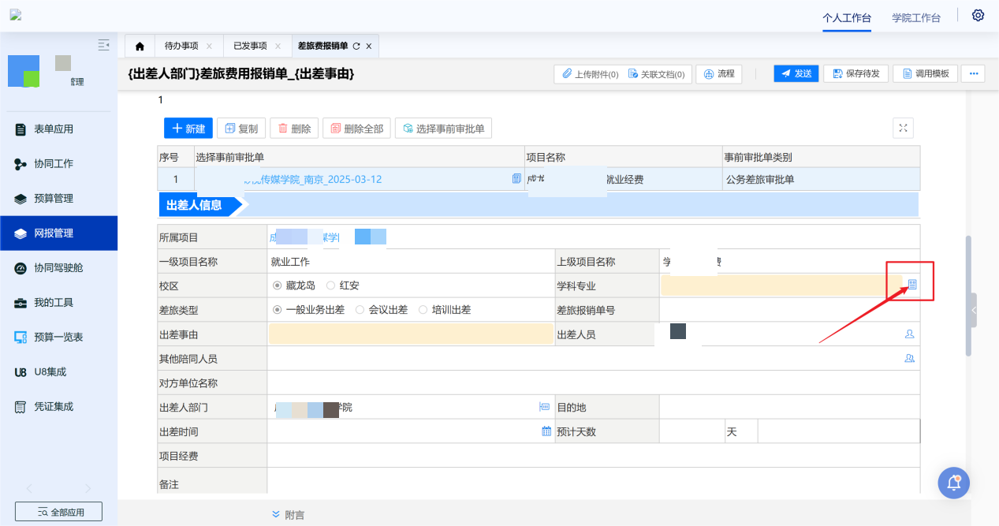 个人工作台 学院工作台
待办事项 已发事项 差旅费报销单
管理
{出差人部门}差旅费用报销单_{出差事由} 上传附件(0) 关联文档(0) 流程 发送 保存待发 调用模板
1
表单应用
协同工作
预算管理
网报管理
协同驾驶舱
我的工具
预算一览表
U8 U8集成
凭证集成
全部应用
新建 复制 删除 删除全部 选择事前审批单
序号 选择事前审批单 项目名称 事前审批单类别
1 传媒学院_南京_2025-03-12 成龙 就业经费 公务差旅审批单
出差人信息
所属项目 媒学
一级项目名称 就业工作 上级项目名称 学 费
校区 藏龙岛 红安 学科专业
差旅类型 一般业务出差 会议出差 培训出差 差旅报销单号
出差事由 出差人员
其他陪同人员
对方单位名称
出差人部门 学院 目的地
出差时间 预计天数 天
项目经费
备注
附言